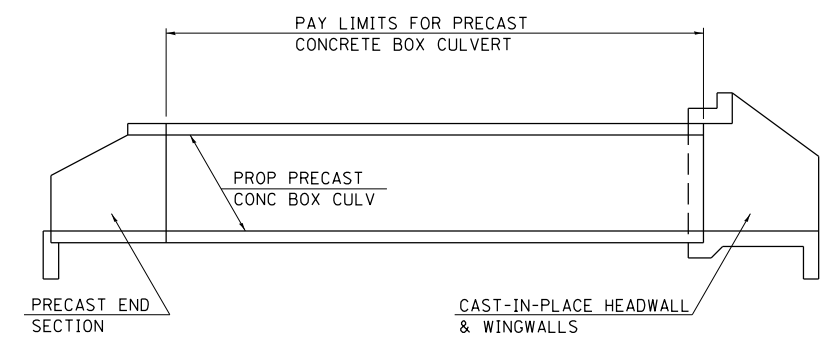 PAY LIMITS FOR PRECAST
CONCRETE BOX CULVERT
PROP PRECAST
CONC BOX CULV
PRECAST END
SECTION
CAST-IN-PLACE HEADWALL
& WINGWALLS